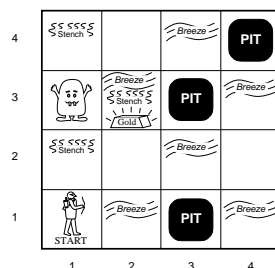 4
Stench
Breeze
PIT
3
Breeze
Stench
Gold
PIT
Breeze
2
Stench
Breeze
1
START
Breeze
PIT
Breeze
1 2 3 4